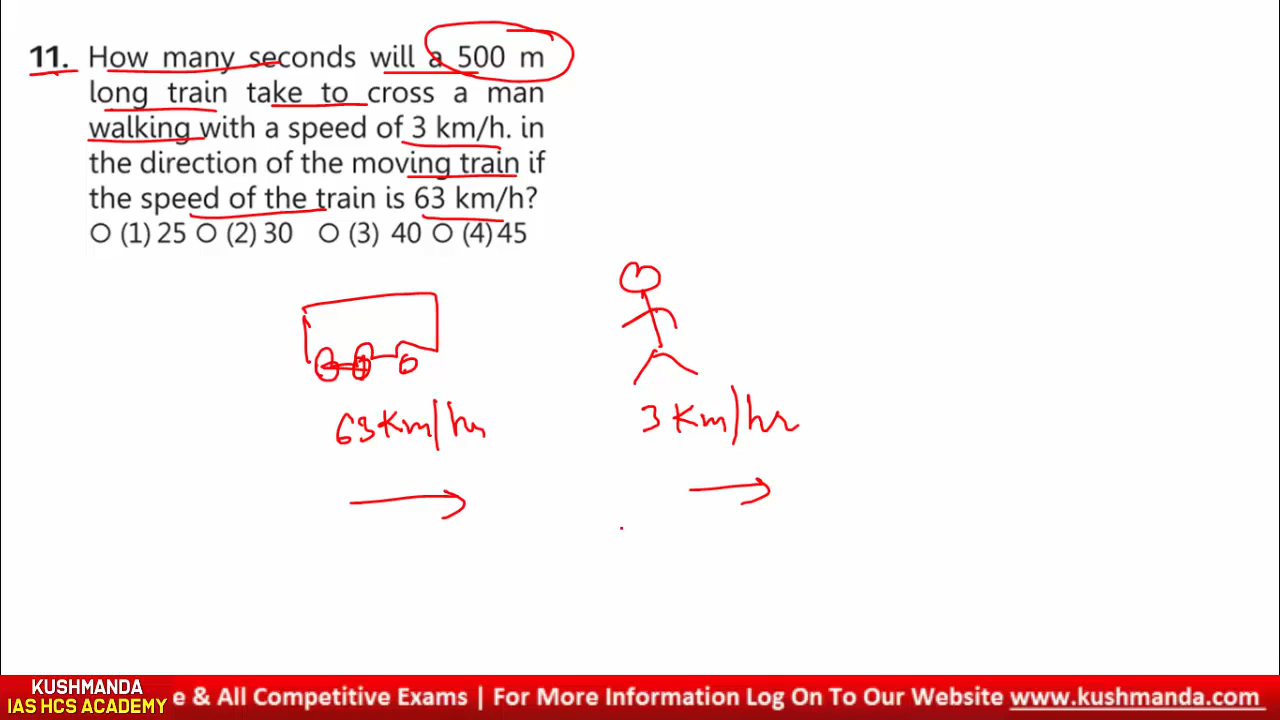 11. How many seconds will a 500 m
long train take to cross a man
walking with a speed of 3 km/h. in
the direction of the moving train if
the speed of the train is 63 km/h?
(1) 25 (2) 30 (3) 40 (4) 45
63 Km/hr 3 Km/hr
KUSHMANDA
IAS HCS ACADEMY
e & All Competitive Exams | For More Information Log On To Our Website www.kushmanda.com